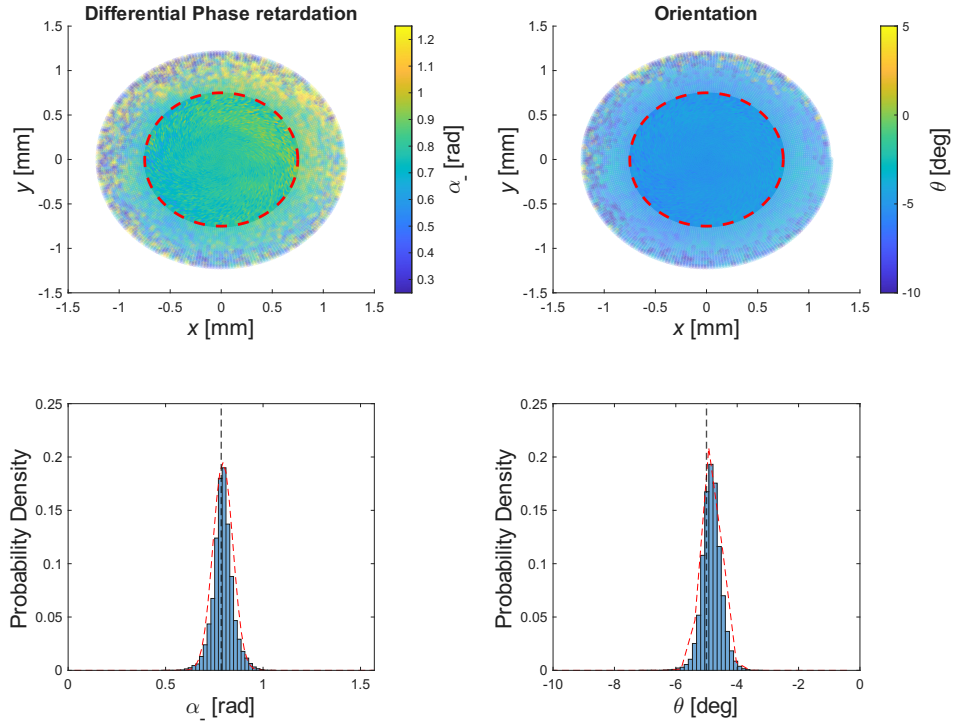 Differential Phase retardation
1.5
1
0.5
0
-0.5
-1
-1.5
y [mm]
-1.5 -1 -0.5 0 0.5 1 1.5
x [mm]
1.2
1.1
1
0.9
0.8
0.7
0.6
0.5
0.4
0.3
α_- [rad]
Orientation
1.5
1
0.5
0
-0.5
-1
-1.5
y [mm]
-1.5 -1 -0.5 0 0.5 1 1.5
x [mm]
5
0
-5
-10
θ [deg]
0.25
0.2
0.15
0.1
0.05
0
Probability Density
0 0.5 1 1.5
α_- [rad]
0.25
0.2
0.15
0.1
0.05
0
Probability Density
-10 -8 -6 -4 -2 0
θ [deg]